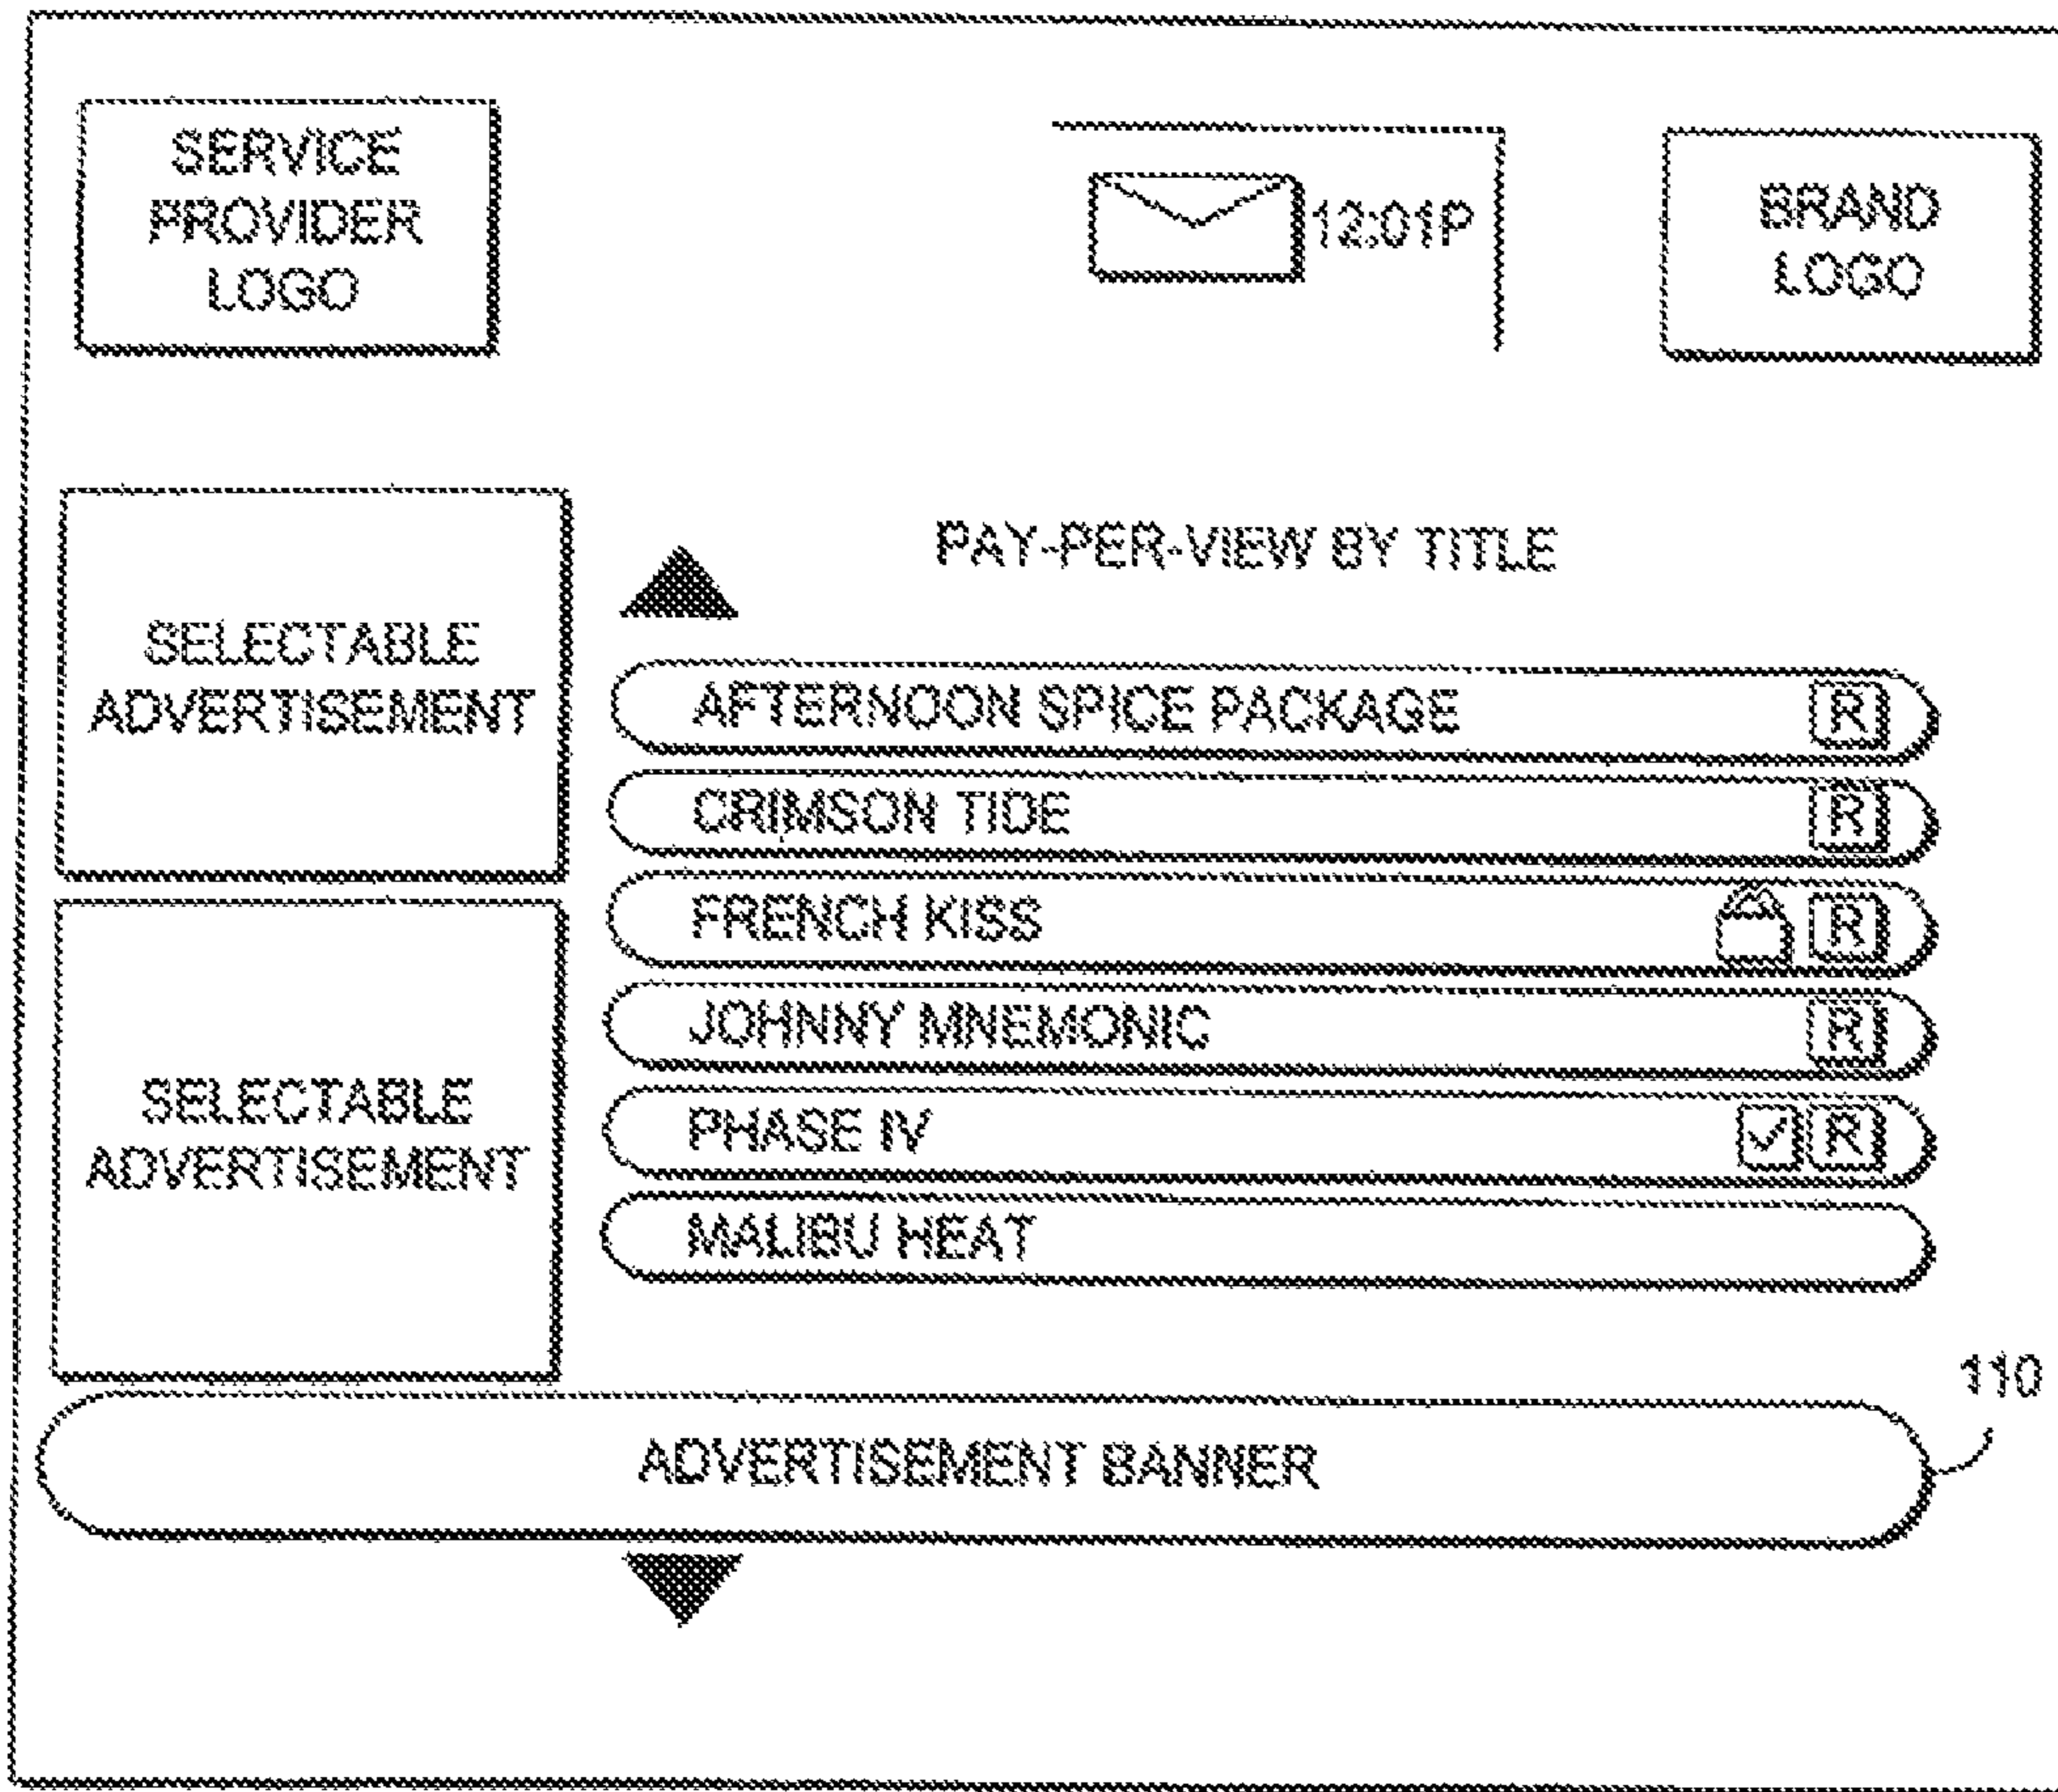 SERVICE
PROVIDER
LOGO
12:01P
BRAND
LOGO
SELECTABLE
ADVERTISEMENT
PAY-PER-VIEW BY TITLE
AFTERNOON SPICE PACKAGE R
CRIMSON TIDE R
FRENCH KISS R
JOHNNY MNEMONIC R
PHASE IV R
MALIBU HEAT
SELECTABLE
ADVERTISEMENT
110
ADVERTISEMENT BANNER